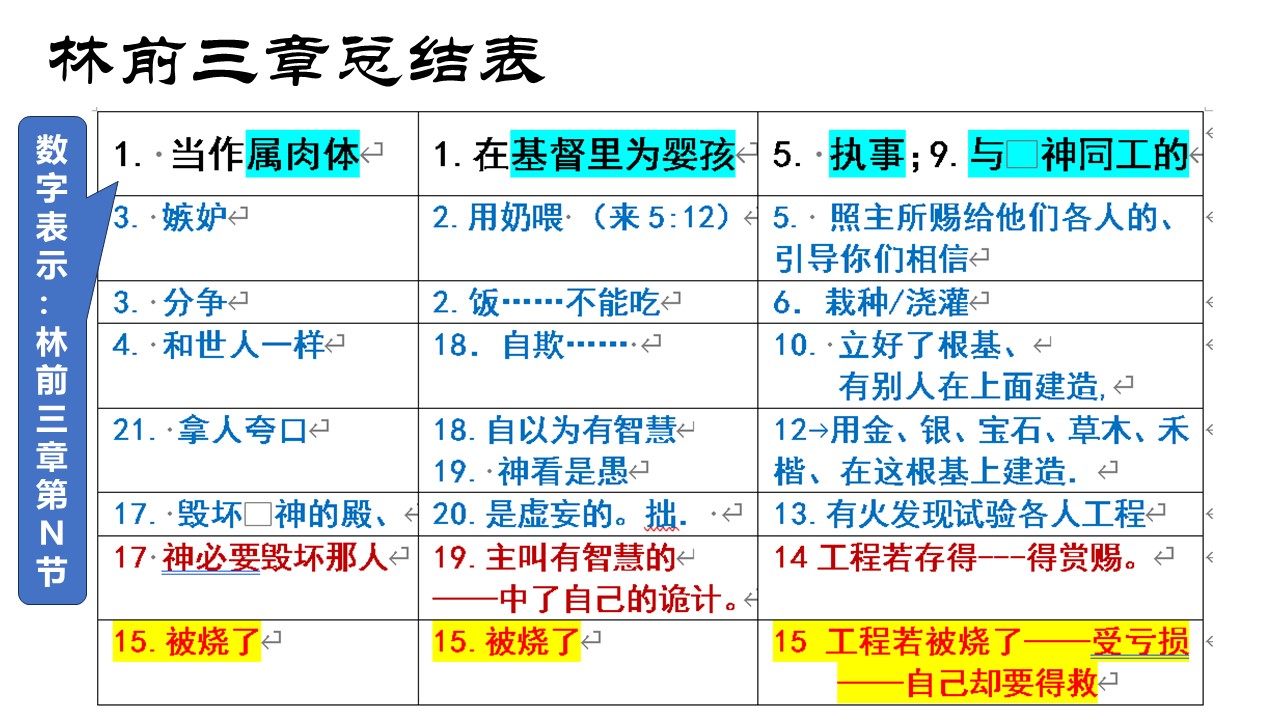 林前三章总结表
数字表示：林前三章第N节
1. 当作属肉体
1.在基督里为婴孩
5. 执事；9.与□神同工的
3. 嫉妒
2.用奶喂 （来5:12）
5. 照主所赐给他们各人的、
引导你们相信
3. 分争
2.饭……不能吃
6. 栽种/浇灌
4. 和世人一样
18. 自欺……
10. 立好了根基、
有别人在上面建造,
21. 拿人夸口
18.自以为有智慧
19. 神看是愚
12→用金、银、宝石、草木、禾
楷、在这根基上建造.
17. 毁坏□神的殿、
20.是虚妄的。拙.
13.有火发现试验各人工程
17 神必要毁坏那人
19.主叫有智慧的
——中了自己的诡计。
14 工程若存得---得赏赐。
15.被烧了
15.被烧了
15 工程若被烧了——受亏损
——自己却要得救